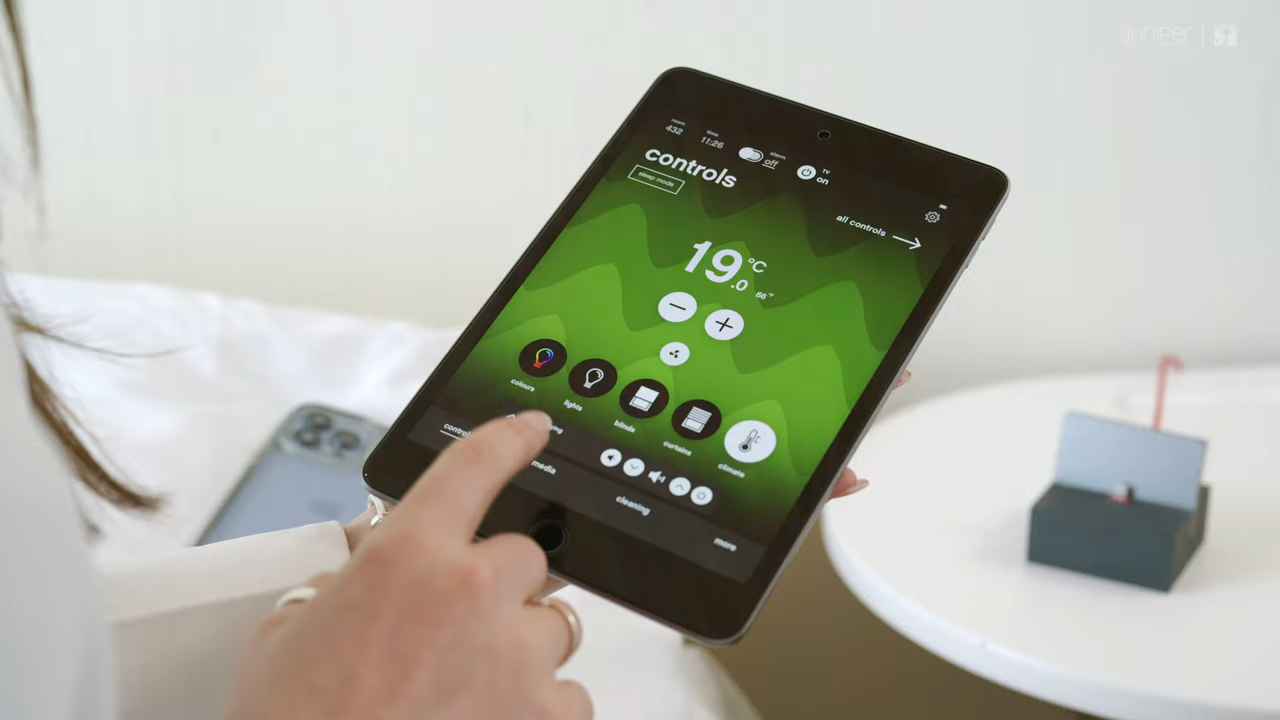 juniper
room
432
time
11:26
alarm
off
TV
on
controls
sleep mode
all controls
19.0 °C
66°F
colours
lights
blinds
curtains
climate
media
cleaning
more